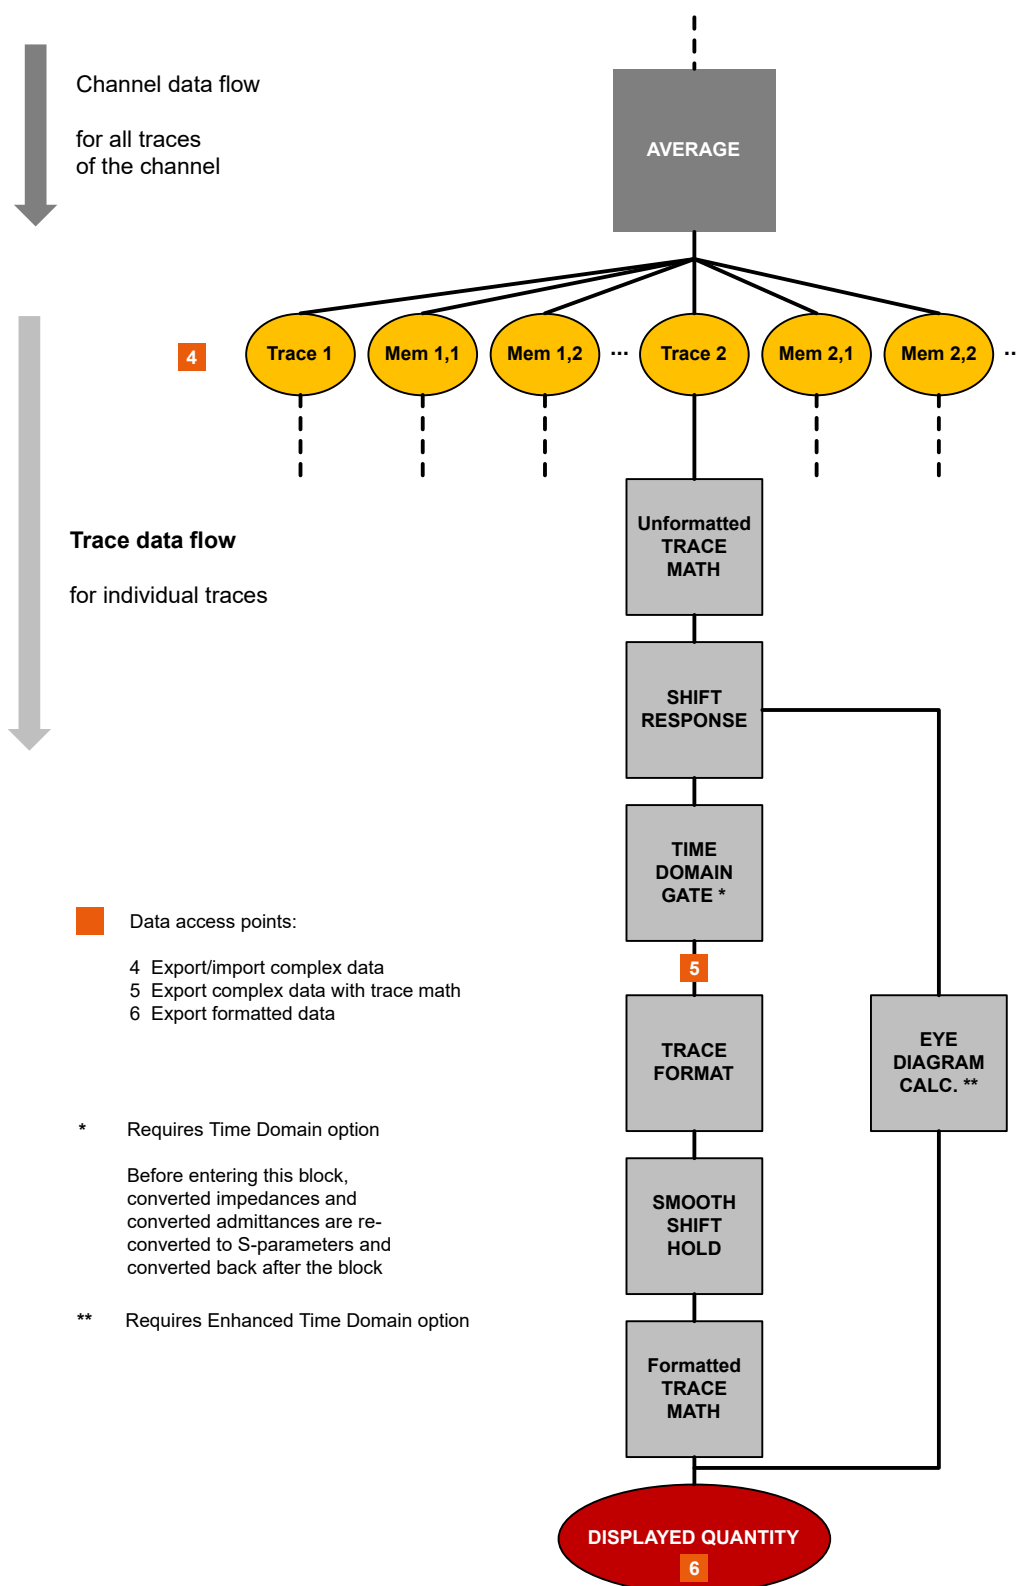 Channel data flow
for all traces
of the channel
AVERAGE
4
Trace 1
Mem 1,1
Mem 1,2
...
Trace 2
Mem 2,1
Mem 2,2
..
Unformatted
TRACE
MATH
Trace data flow
for individual traces
SHIFT
RESPONSE
TIME
DOMAIN
GATE *
5
Data access points:
4 Export/import complex data
5 Export complex data with trace math
6 Export formatted data
TRACE
FORMAT
EYE
DIAGRAM
CALC. **
* Requires Time Domain option
Before entering this block,
converted impedances and
converted admittances are re-
converted to S-parameters and
converted back after the block
** Requires Enhanced Time Domain option
SMOOTH
SHIFT
HOLD
Formatted
TRACE
MATH
DISPLAYED QUANTITY
6